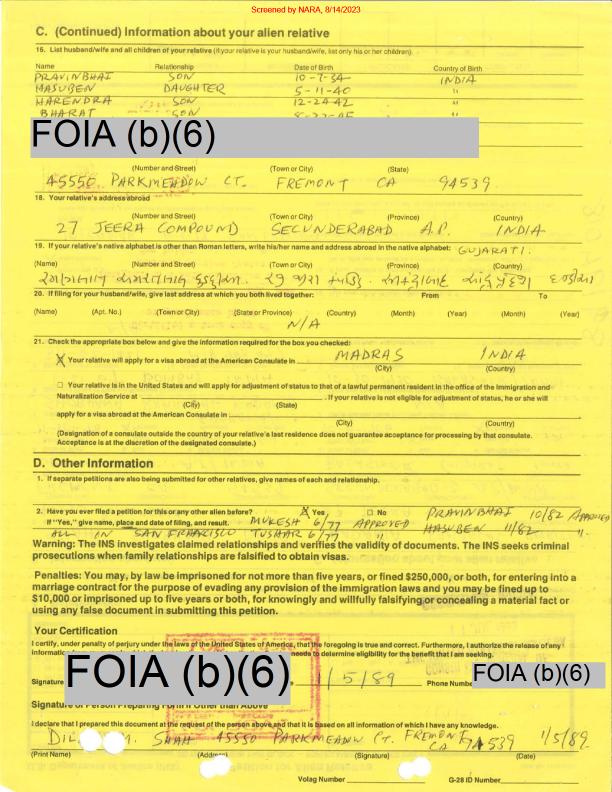 Screened by NARA, 8/14/2023
C. (Continued) Information about your alien relative
16. List husband/wife and all children of your relative (if your relative is your husband/wife, list only his or her children).
Name Relationship Date of Birth Country of Birth
PRAVINBHAI SON 10-7-34 INDIA
HASUBEN DAUGHTER 5-11-40 "
HARENDRA SON 12-24-42 "
BHARAT SON "
FOIA (b)(6)
(Number and Street) (Town or City) (State)
45550 PARKMEADOW CT. FREMONT CA 94539
18. Your relative's address abroad
(Number and Street) (Town or City) (Province) (Country)
27 JEERA COMPOUND SECUNDERABAD A.P. INDIA
19. If your relative's native alphabet is other than Roman letters, write his/her name and address abroad in the native alphabet: GUJARATI.
(Name) (Number and Street) (Town or City) (Province) (Country)
20. If filing for your husband/wife, give last address at which you both lived together: From To
(Name) (Apt. No.) (Town or City) (State or Province) (Country) (Month) (Year) (Month) (Year)
N/A
21. Check the appropriate box below and give the information required for the box you checked:
X Your relative will apply for a visa abroad at the American Consulate in MADRAS INDIA
(City) (Country)
☐ Your relative is in the United States and will apply for adjustment of status to that of a lawful permanent resident in the office of the Immigration and
Naturalization Service at . If your relative is not eligible for adjustment of status, he or she will
(City) (State)
apply for a visa abroad at the American Consulate in
(City) (Country)
(Designation of a consulate outside the country of your relative's last residence does not guarantee acceptance for processing by that consulate.
Acceptance is at the discretion of the designated consulate.)
D. Other Information
1. If separate petitions are also being submitted for other relatives, give names of each and relationship.
2. Have you ever filed a petition for this or any other alien before? X Yes ☐ No PRAVINBHAI 10/82 APPROVED
If "Yes," give name, place and date of filing, and result. MUKESH 6/77 APPROVED HASUBEN 11/82 "
ALL IN SAN FRANCISCO TUSHAR 6/77 "
Warning: The INS investigates claimed relationships and verifies the validity of documents. The INS seeks criminal
prosecutions when family relationships are falsified to obtain visas.
Penalties: You may, by law be imprisoned for not more than five years, or fined $250,000, or both, for entering into a
marriage contract for the purpose of evading any provision of the immigration laws and you may be fined up to
$10,000 or imprisoned up to five years or both, for knowingly and willfully falsifying or concealing a material fact or
using any false document in submitting this petition.
Your Certification
I certify, under penalty of perjury under the laws of the United States of America, that the foregoing is true and correct. Furthermore, I authorize the release of any
needs to determine eligibility for the benefit that I am seeking.
FOIA (b)(6)
Signature 1/5/89 Phone Number FOIA (b)(6)
Signature of Person Preparing Form if Other than Above
I declare that I prepared this document at the request of the person above and that it is based on all information of which I have any knowledge.
M. SHAH 45550 PARKMEADOW CT. FREMONT CA 94539 1/5/89
(Print Name) (Address) (Signature) (Date)
Volag Number
G-28 ID Number